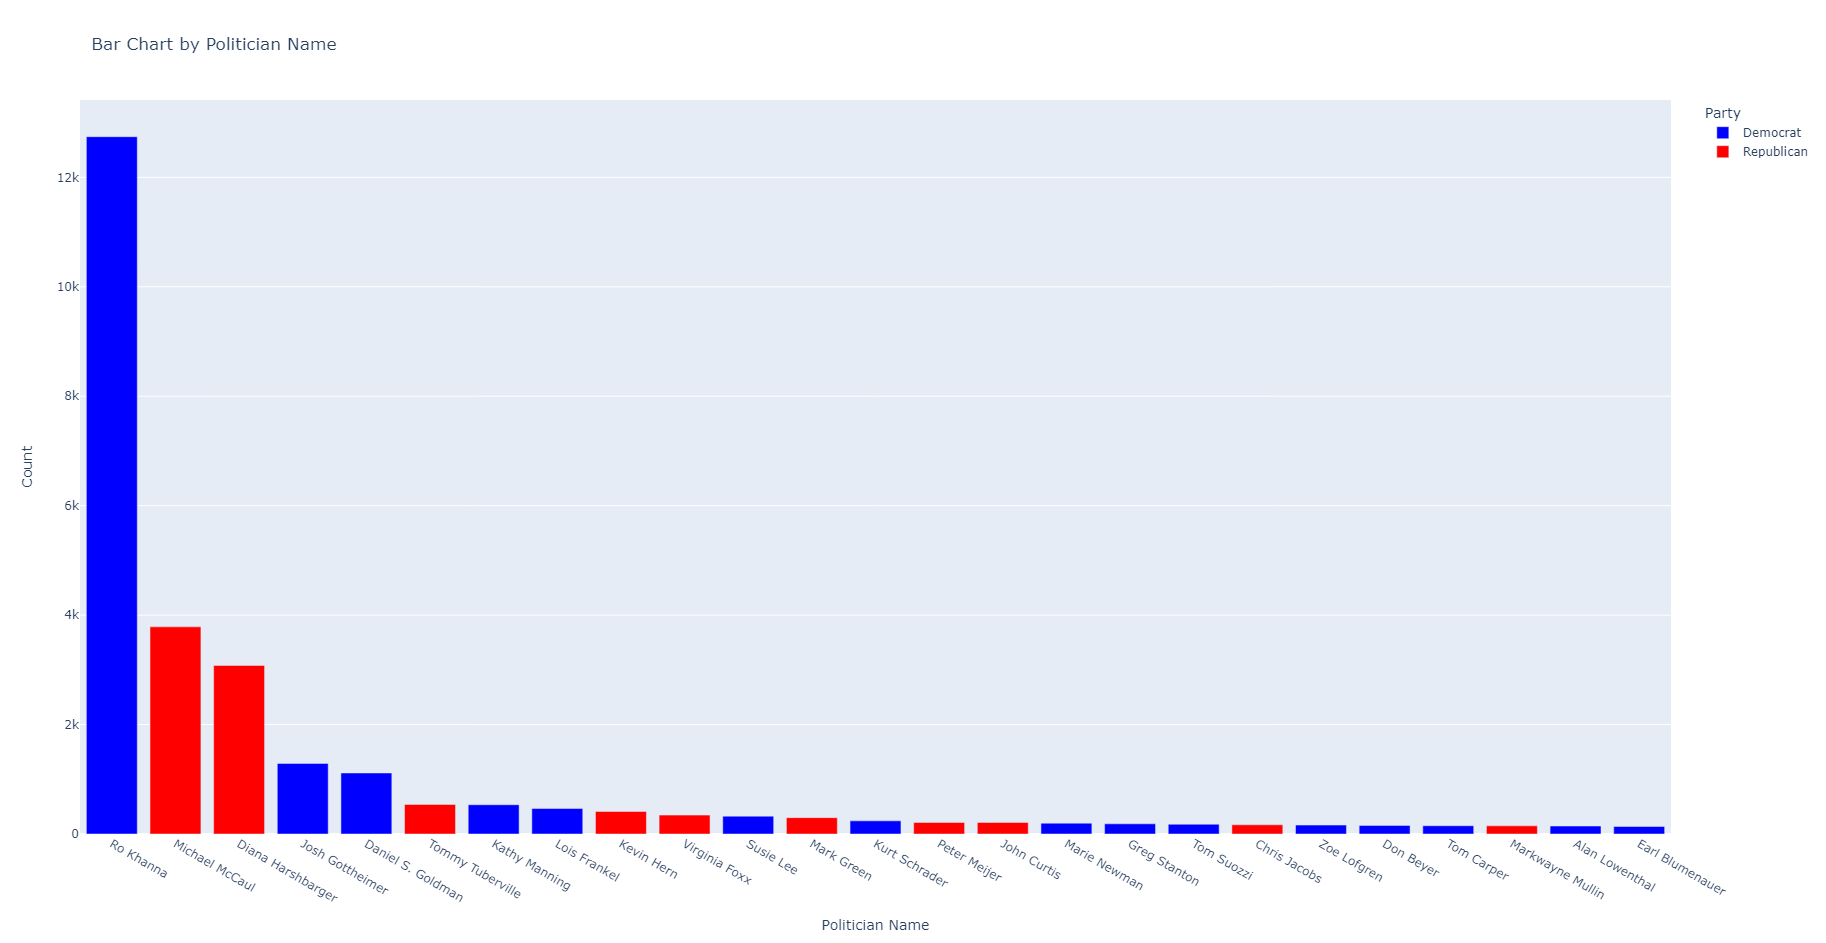 Bar Chart by Politician Name
Party
Democrat
Republican
12k
10k
8k
6k
4k
2k
0
Count
Ro Khanna
Michael McCaul
Diana Harshbarger
Josh Gottheimer
Daniel S. Goldman
Tommy Tuberville
Kathy Manning
Lois Frankel
Kevin Hern
Virginia Foxx
Susie Lee
Mark Green
Kurt Schrader
Peter Meijer
John Curtis
Marie Newman
Greg Stanton
Tom Suozzi
Chris Jacobs
Zoe Lofgren
Don Beyer
Tom Carper
Markwayne Mullin
Alan Lowenthal
Earl Blumenauer
Politician Name